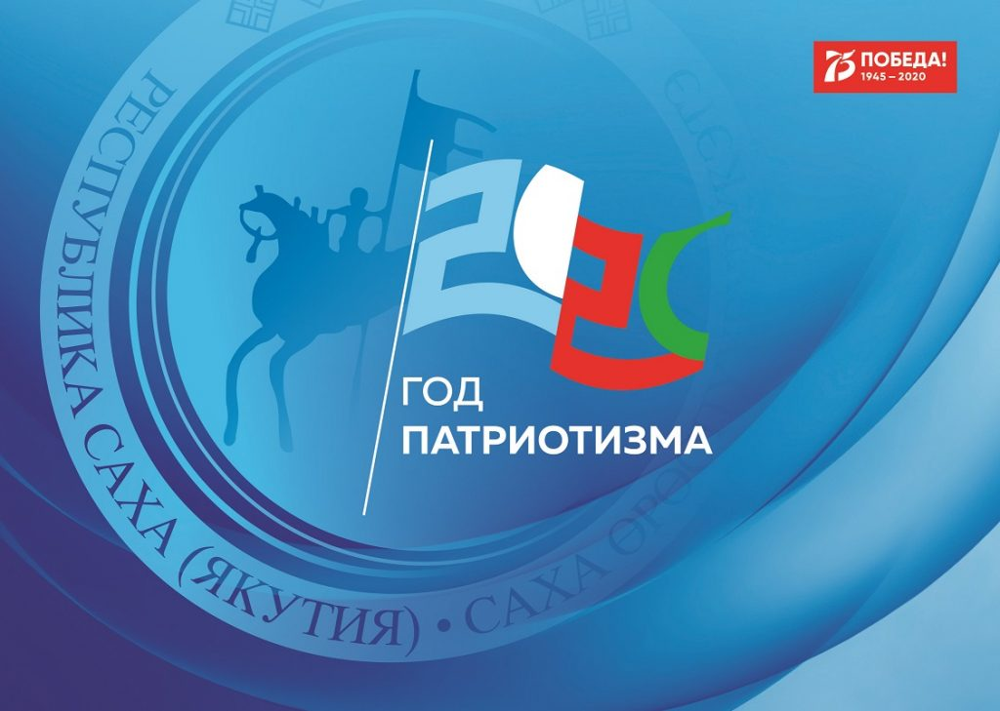 75 ПОБЕДА!
1945 – 2020
РЕСПУБЛИКА САХА (ЯКУТИЯ) • САХА
2020
ГОД
ПАТРИОТИЗМА